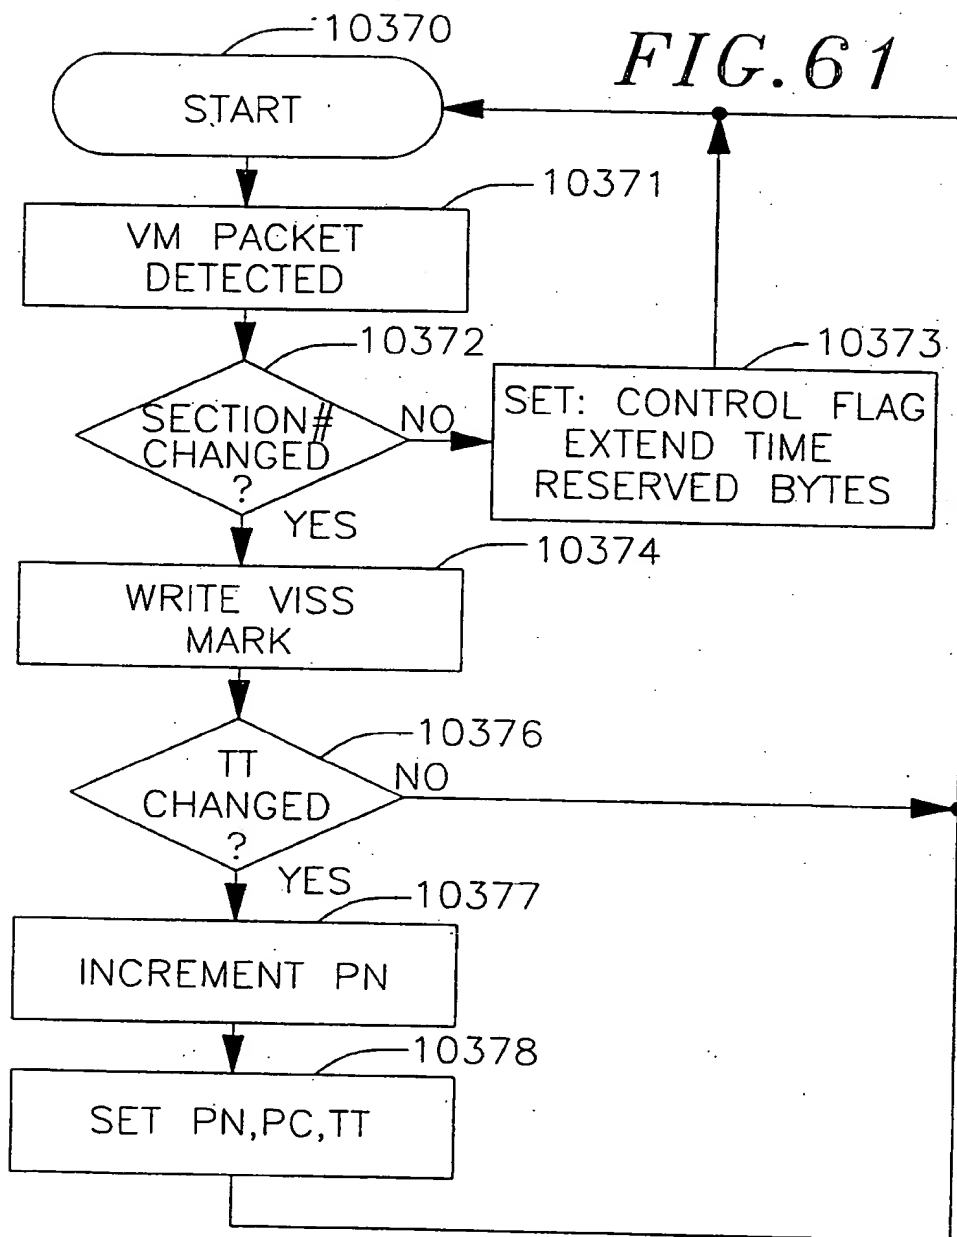 10370
FIG. 61
START
10371
VM PACKET
DETECTED
10372
10373
SECTION#
CHANGED
?
NO
SET: CONTROL FLAG
EXTEND TIME
RESERVED BYTES
YES
10374
WRITE VISS
MARK
10376
TT
CHANGED
?
NO
YES
10377
INCREMENT PN
10378
SET PN,PC,TT